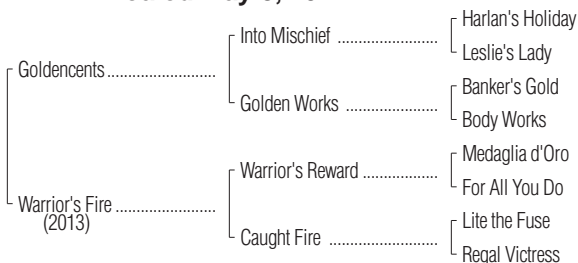 Harlan's Holiday
Into Mischief ......................
Leslie's Lady
Goldencents........................
Banker's Gold
Golden Works ....................
Body Works
Medaglia d'Oro
Warrior's Reward ................
For All You Do
Warrior's Fire ......................
(2013)
Lite the Fuse
Caught Fire .......................
Regal Victress